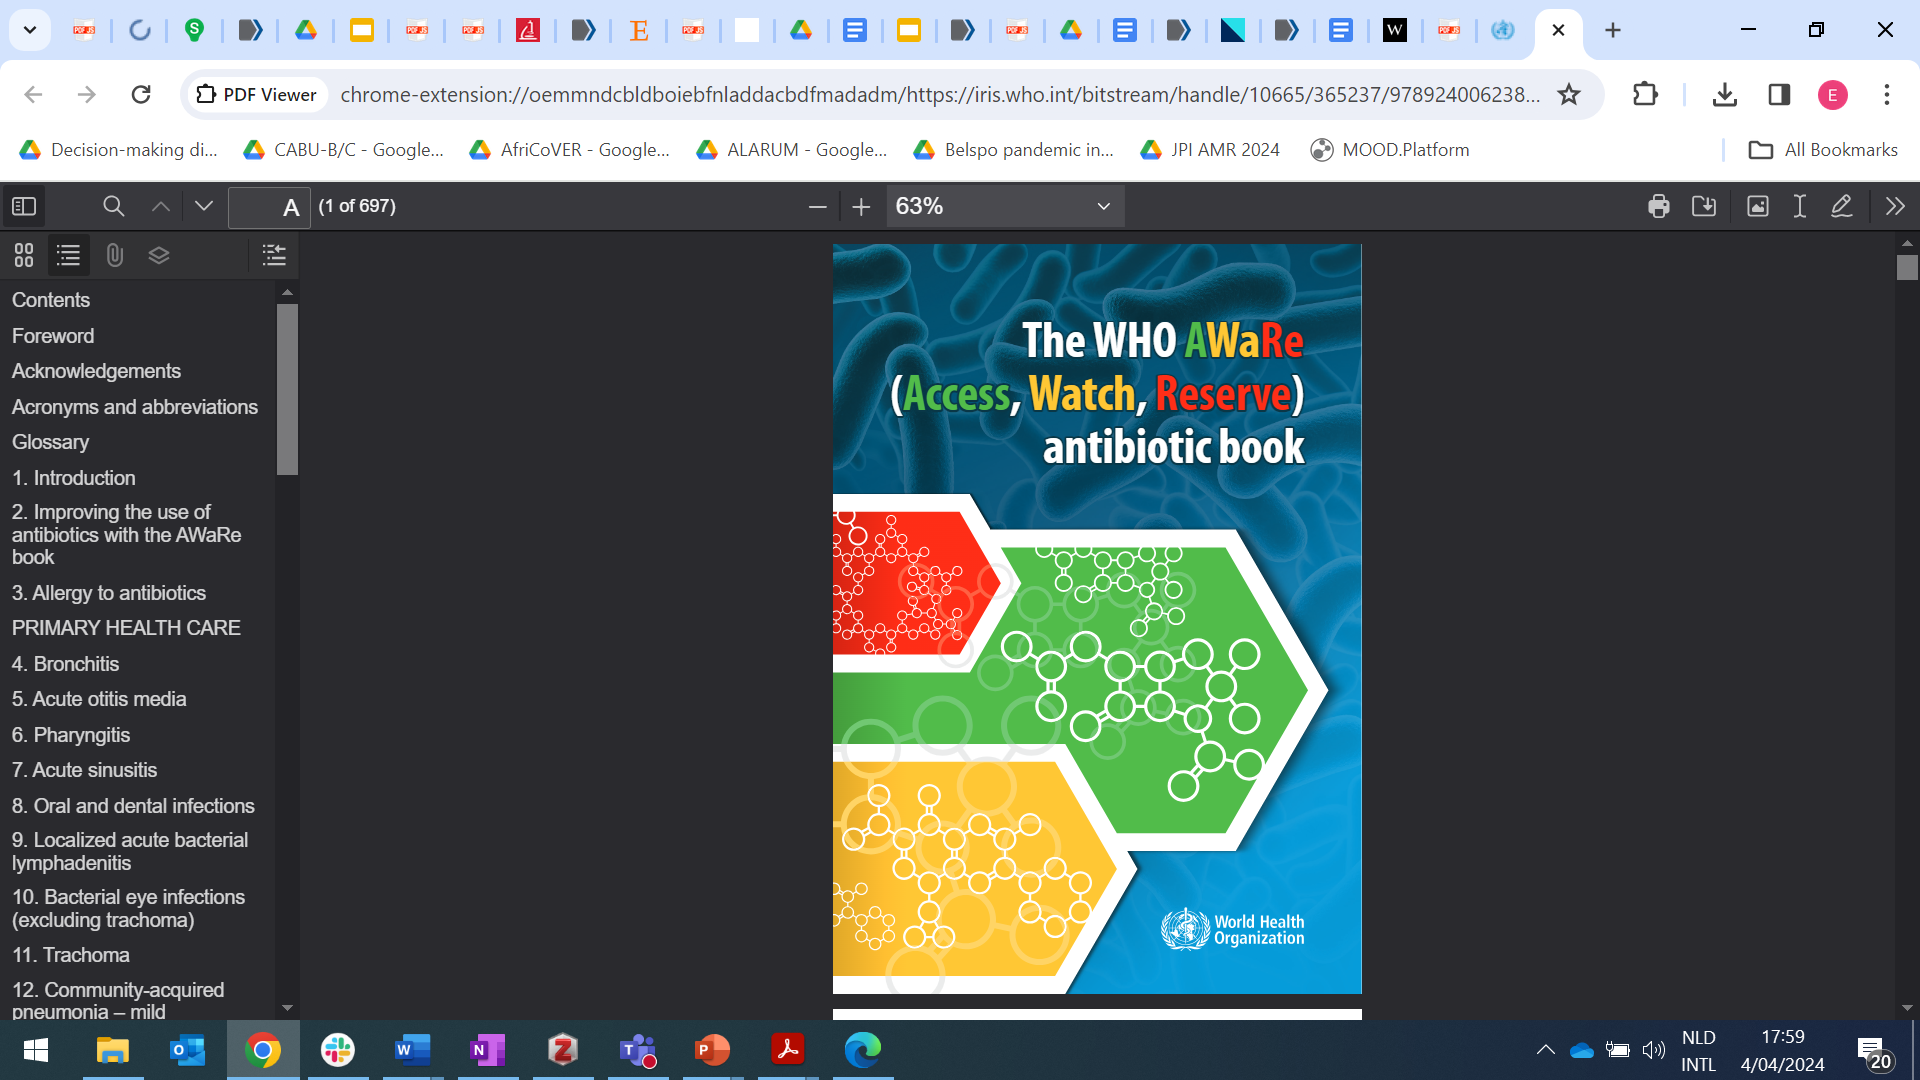 PDF Viewer
chrome-extension://oemmndcbldboiebfnladdacbdfmadadm/https://iris.who.int/bitstream/handle/10665/365237/978924006238...
E
Decision-making di...
CABU-B/C - Google...
AfriCoVER - Google...
ALARUM - Google...
Belspo pandemic in...
JPI AMR 2024
MOOD.Platform
All Bookmarks
A
(1 of 697)
63%
Contents
Foreword
Acknowledgements
Acronyms and abbreviations
Glossary
1. Introduction
2. Improving the use of
antibiotics with the AWaRe
book
3. Allergy to antibiotics
PRIMARY HEALTH CARE
4. Bronchitis
5. Acute otitis media
6. Pharyngitis
7. Acute sinusitis
8. Oral and dental infections
9. Localized acute bacterial
lymphadenitis
10. Bacterial eye infections
(excluding trachoma)
11. Trachoma
12. Community-acquired
pneumonia – mild
The WHO AWaRe
(Access, Watch, Reserve)
antibiotic book
World Health
Organization
NLD
INTL
17:59
4/04/2024
20